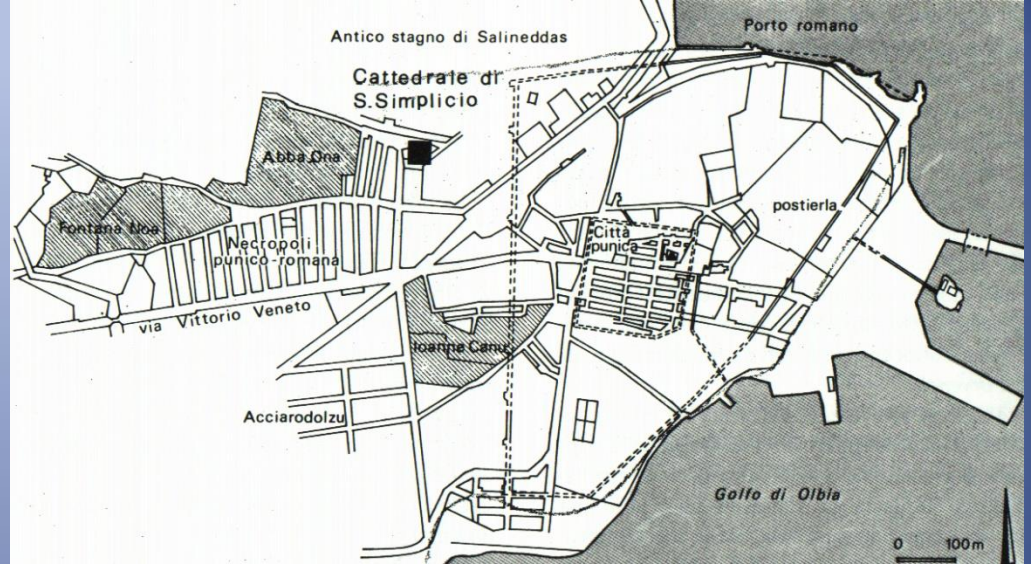 Porto romano
Antico stagno di Salineddas
Cattedrale di
S.Simplicio
Abba Ona
postierla
Fontana Noa
Città
punica
Necropoli
punico-romana
via Vittorio Veneto
Ioanne Canu
Acciarodolzu
Golfo di Olbia
0 100m